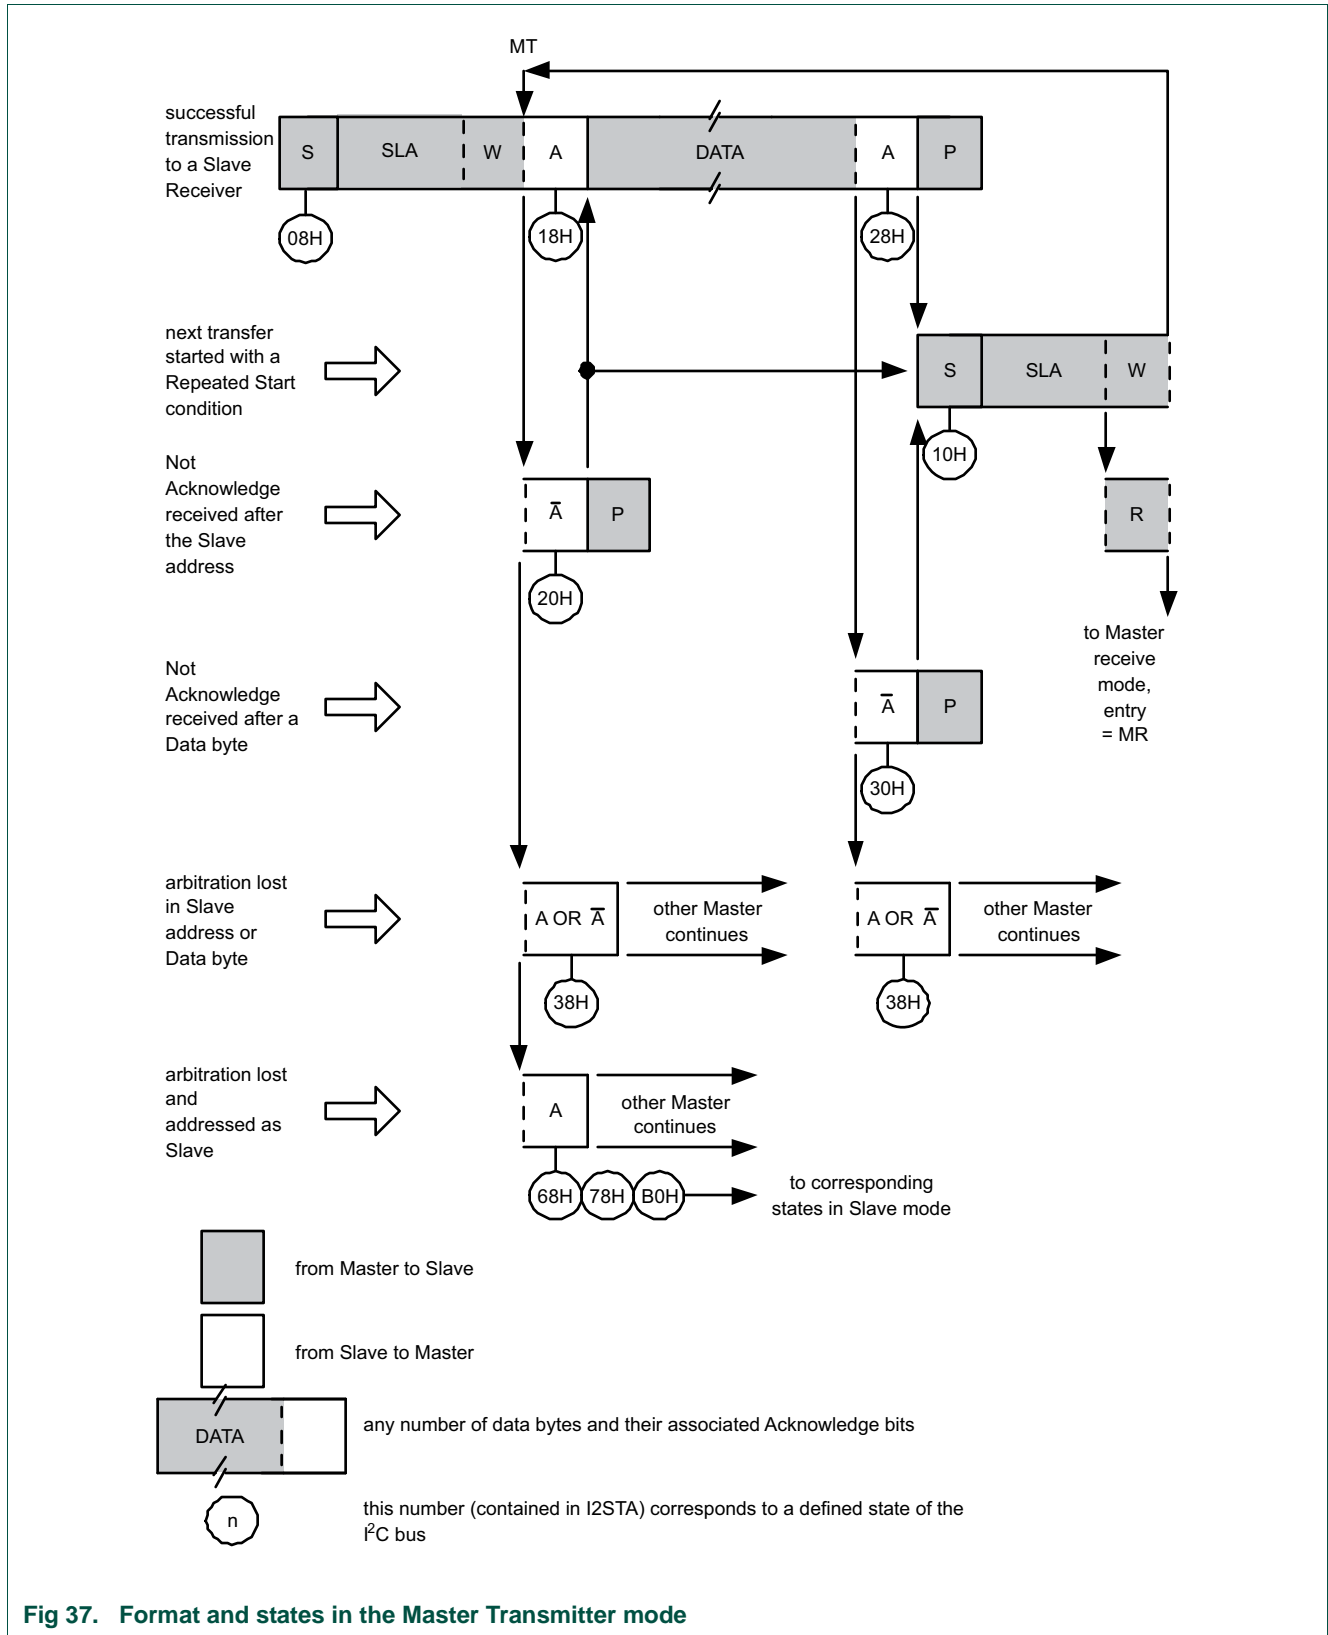 MT
successful
transmission
to a Slave
Receiver
S SLA W A DATA A P
08H 18H 28H
next transfer
started with a
Repeated Start
condition
S SLA W
10H
Not
Acknowledge
received after
the Slave
address
A̅ P
R
20H
to Master
receive
mode,
entry
= MR
Not
Acknowledge
received after a
Data byte
A̅ P
30H
arbitration lost
in Slave
address or
Data byte
A OR A̅
other Master
continues
A OR A̅
other Master
continues
38H 38H
arbitration lost
and
addressed as
Slave
A
other Master
continues
68H 78H B0H
to corresponding
states in Slave mode
from Master to Slave
from Slave to Master
DATA
any number of data bytes and their associated Acknowledge bits
n
this number (contained in I2STA) corresponds to a defined state of the
I²C bus
Fig 37. Format and states in the Master Transmitter mode